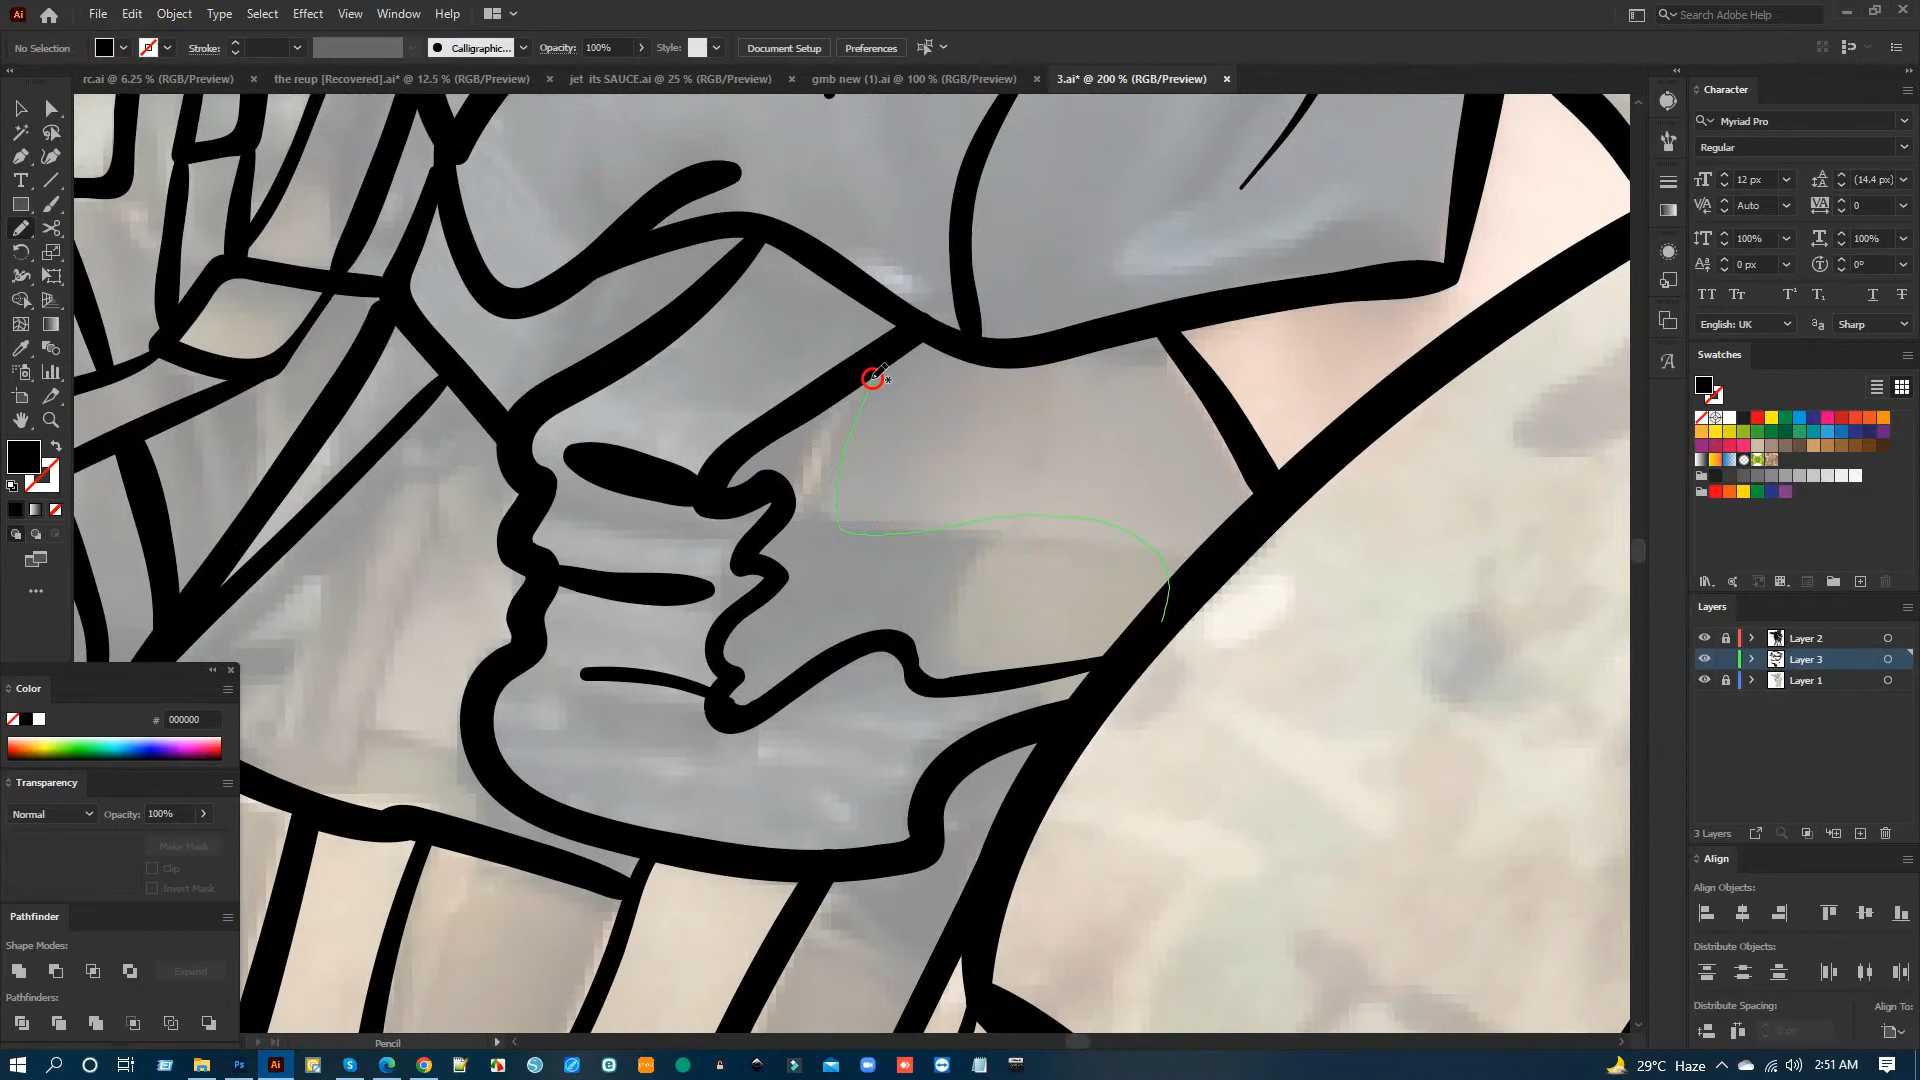 Ai File Edit Object Type Select Effect View Window Help Search Adobe Help
No Selection Stroke: Calligraphic... Opacity: 100% Style: Document Setup Preferences
rc.ai @ 6.25 % (RGB/Preview) × the reup [Recovered].ai* @ 12.5 % (RGB/Preview) × jet its SAUCE.ai @ 25 % (RGB/Preview) × gmb new (1).ai @ 100 % (RGB/Preview) × 3.ai* @ 200 % (RGB/Preview) ×
Character
Myriad Pro
Regular
12 px (14.4 px)
Auto 0
100% 100%
0 px 0°
English: UK Sharp
Swatches
Layers
Layer 2
Layer 3
Layer 1
3 Layers
Align
Align Objects:
Distribute Objects:
Distribute Spacing: Align To:
0 px
Color
# 000000
Transparency
Normal Opacity: 100%
Make Mask
Clip
Invert Mask
Pathfinder
Shape Modes:
Expand
Pathfinders:
Pencil
Ps Ai 29°C Haze 2:51 AM